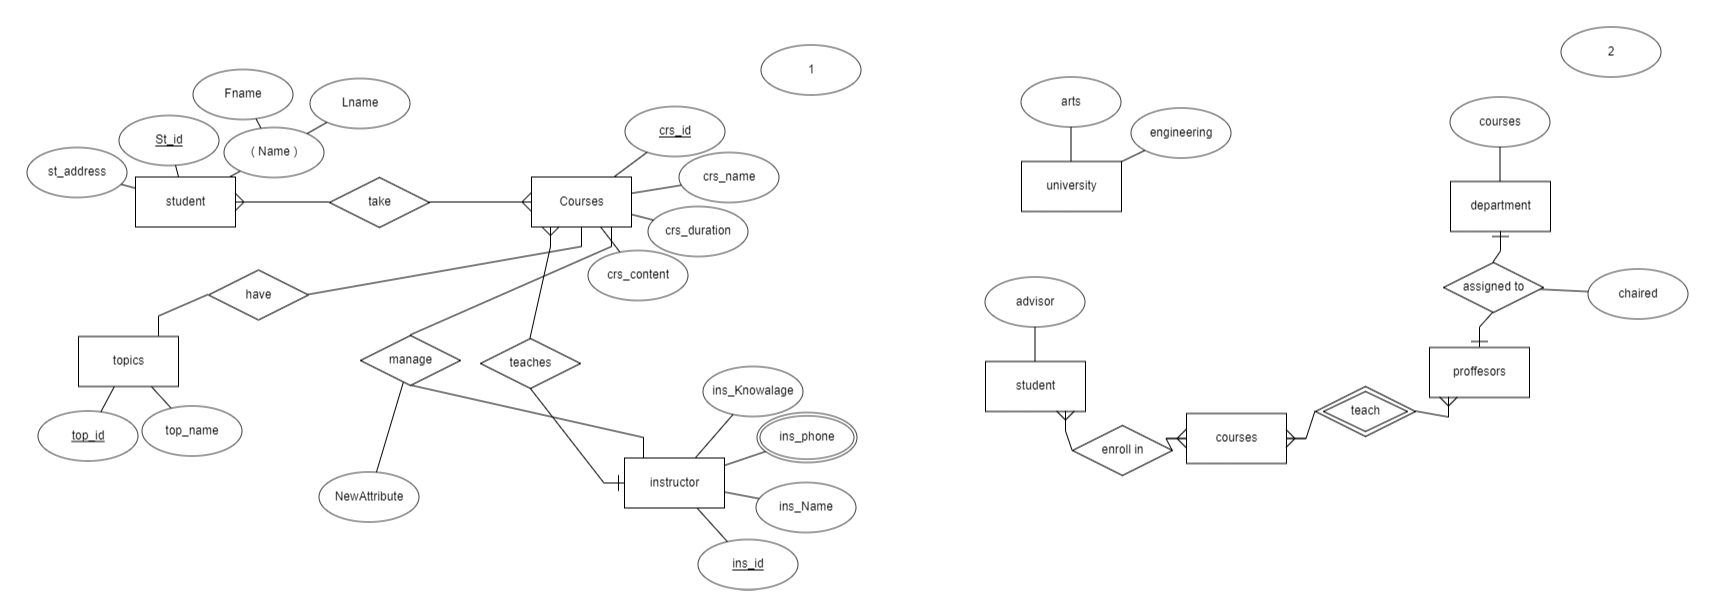 1
Fname
Lname
St_id
( Name )
st_address
student
take
Courses
crs_id
crs_name
crs_duration
crs_content
have
topics
top_id
top_name
manage
teaches
NewAttribute
ins_Knowalage
ins_phone
instructor
ins_Name
ins_id
2
arts
engineering
university
courses
department
assigned to
chaired
advisor
student
proffesors
teach
courses
enroll in